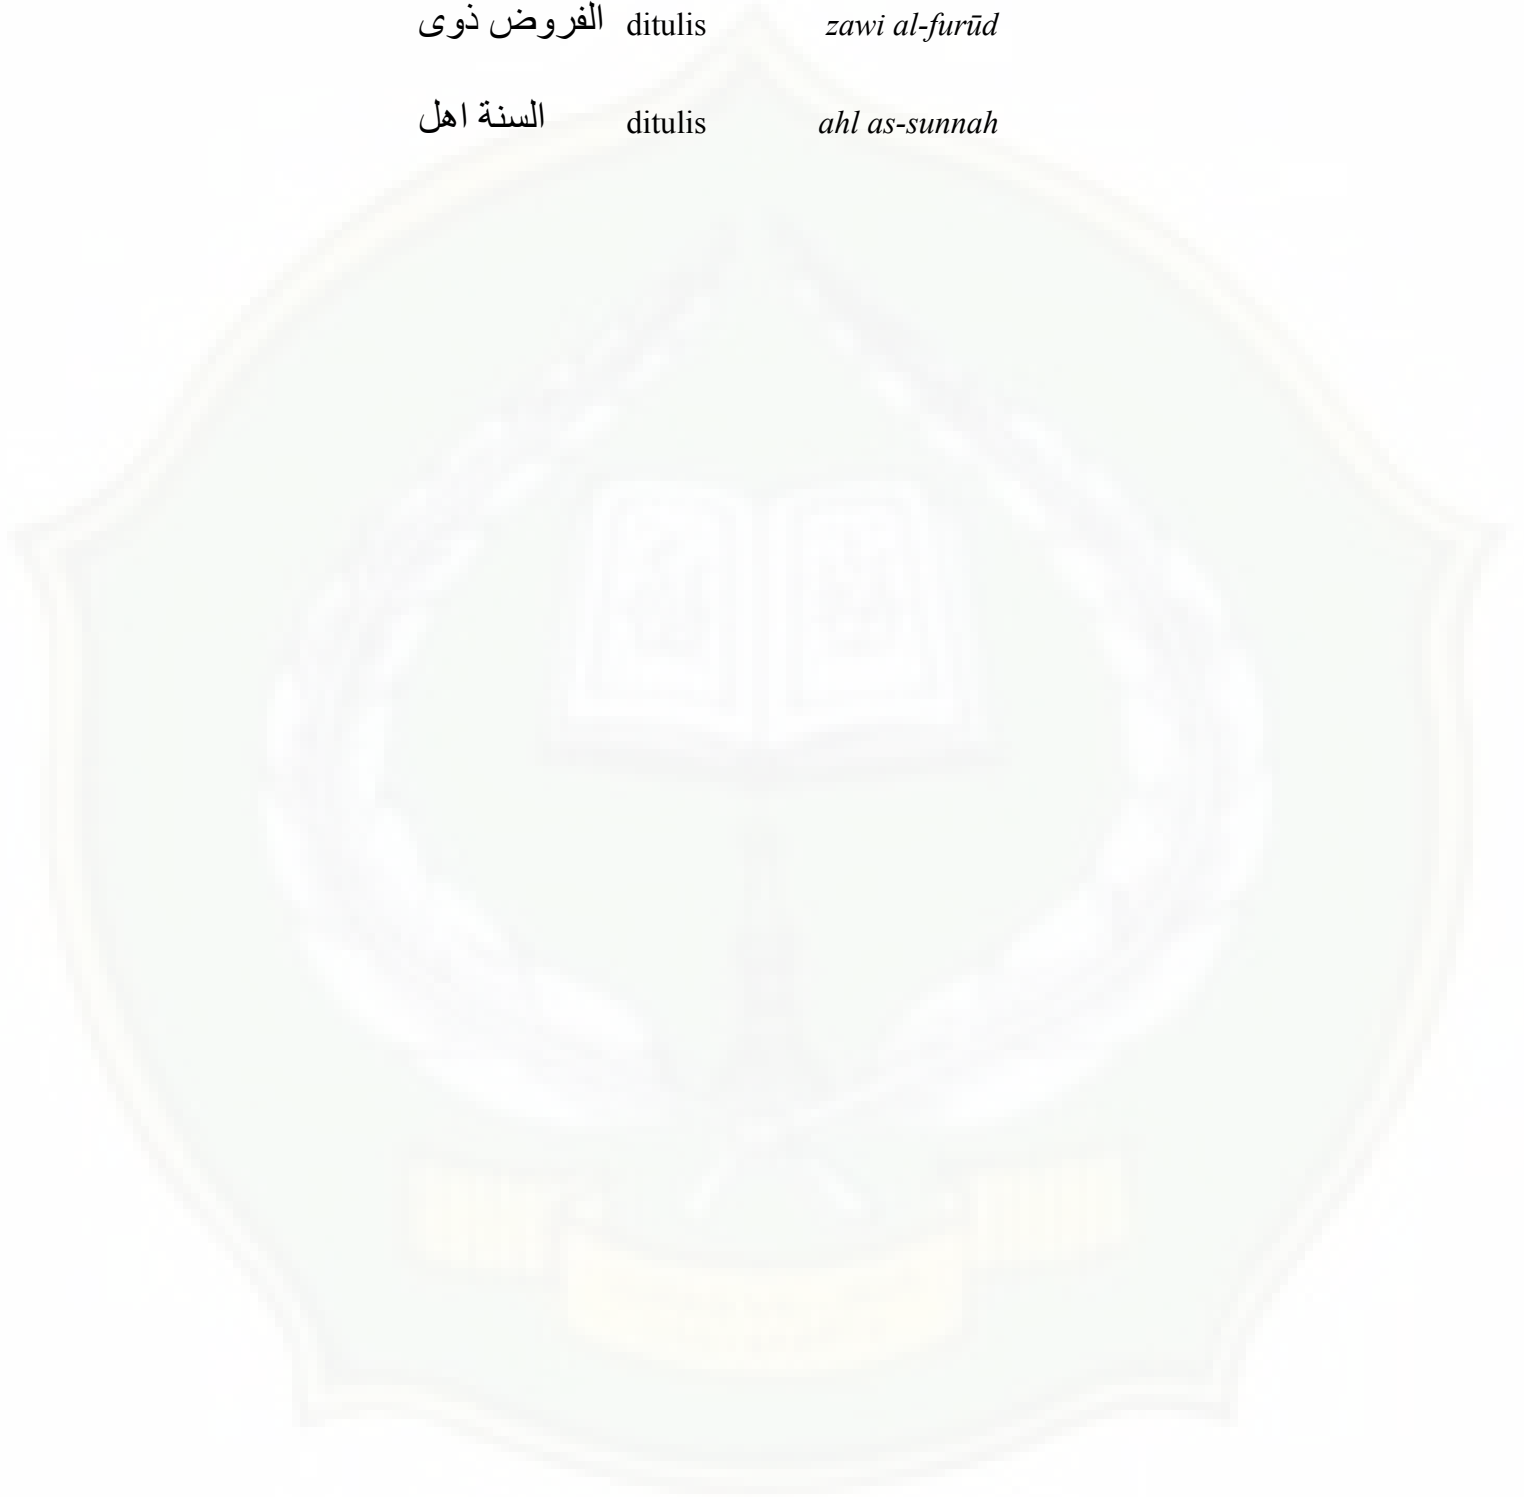 الفروض ذوى ditulis zawi al-furūd
السنة اهل ditulis ahl as-sunnah